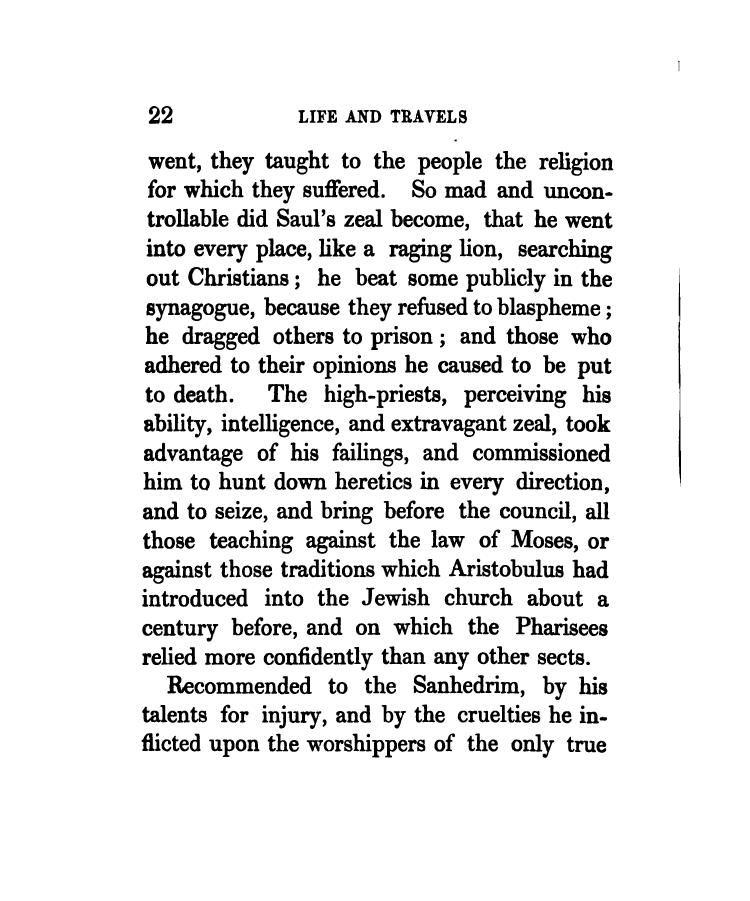 22 LIFE AND TRAVELS
went, they taught to the people the religion
for which they suffered. So mad and uncon-
trollable did Saul's zeal become, that he went
into every place, like a raging lion, searching
out Christians; he beat some publicly in the
synagogue, because they refused to blaspheme;
he dragged others to prison; and those who
adhered to their opinions he caused to be put
to death. The high-priests, perceiving his
ability, intelligence, and extravagant zeal, took
advantage of his failings, and commissioned
him to hunt down heretics in every direction,
and to seize, and bring before the council, all
those teaching against the law of Moses, or
against those traditions which Aristobulus had
introduced into the Jewish church about a
century before, and on which the Pharisees
relied more confidently than any other sects.
Recommended to the Sanhedrim, by his
talents for injury, and by the cruelties he in-
flicted upon the worshippers of the only true